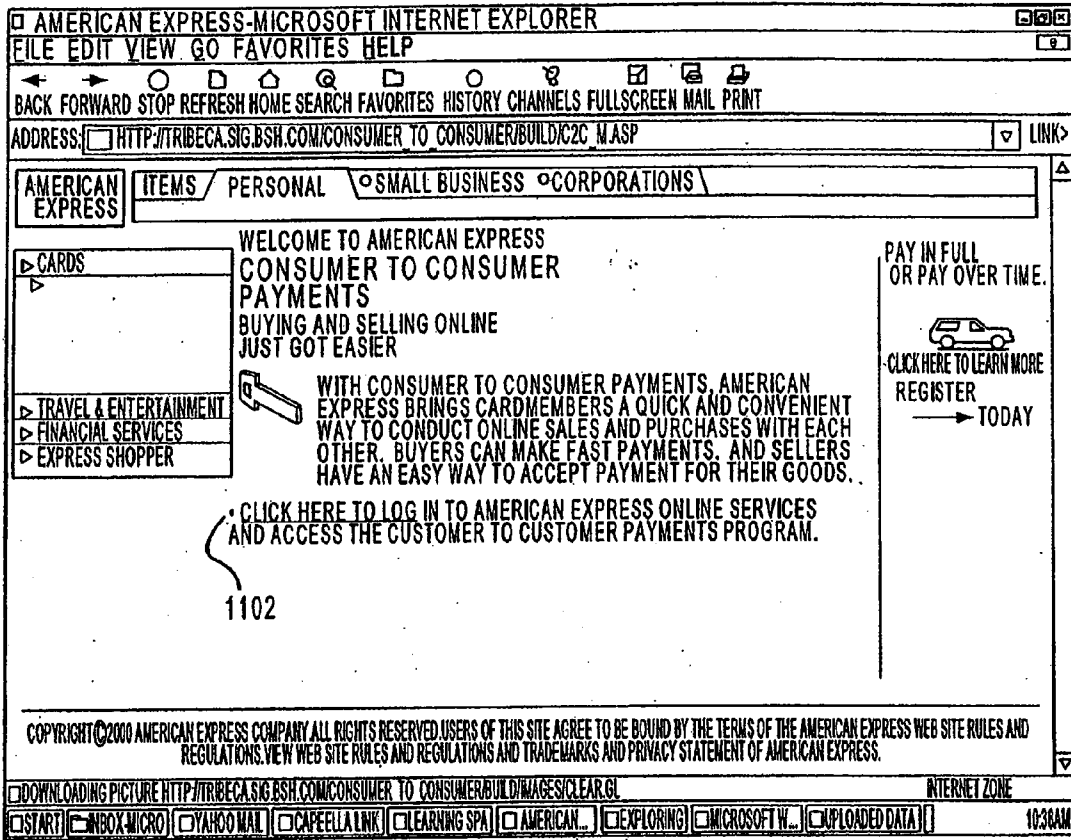 AMERICAN EXPRESS-MICROSOFT INTERNET EXPLORER
FILE EDIT VIEW GO FAVORITES HELP
BACK FORWARD STOP REFRESH HOME SEARCH FAVORITES HISTORY CHANNELS FULLSCREEN MAIL PRINT
ADDRESS: HTTP://TRIBECA.SIG.BSH.COM/CONSUMER_TO_CONSUMER/BUILD/C2C_M.ASP LINK>
AMERICAN EXPRESS
ITEMS PERSONAL SMALL BUSINESS CORPORATIONS
CARDS
TRAVEL & ENTERTAINMENT
FINANCIAL SERVICES
EXPRESS SHOPPER
WELCOME TO AMERICAN EXPRESS
CONSUMER TO CONSUMER
PAYMENTS
BUYING AND SELLING ONLINE
JUST GOT EASIER
WITH CONSUMER TO CONSUMER PAYMENTS, AMERICAN
EXPRESS BRINGS CARDMEMBERS A QUICK AND CONVENIENT
WAY TO CONDUCT ONLINE SALES AND PURCHASES WITH EACH
OTHER. BUYERS CAN MAKE FAST PAYMENTS. AND SELLERS
HAVE AN EASY WAY TO ACCEPT PAYMENT FOR THEIR GOODS.
• CLICK HERE TO LOG IN TO AMERICAN EXPRESS ONLINE SERVICES
AND ACCESS THE CUSTOMER TO CUSTOMER PAYMENTS PROGRAM.
1102
PAY IN FULL
OR PAY OVER TIME.
CLICK HERE TO LEARN MORE
REGISTER
TODAY
COPYRIGHT©2000 AMERICAN EXPRESS COMPANY ALL RIGHTS RESERVED.USERS OF THIS SITE AGREE TO BE BOUND BY THE TERMS OF THE AMERICAN EXPRESS WEB SITE RULES AND
REGULATIONS.VIEW WEB SITE RULES AND REGULATIONS AND TRADEMARKS AND PRIVACY STATEMENT OF AMERICAN EXPRESS.
DOWNLOADING PICTURE HTTP://TRIBECA.SIG.BSH.COM/CONSUMER_TO_CONSUMER/BUILD/IMAGES/CLEAR.GL INTERNET ZONE
START INBOX-MICRO YAHOO MAIL CAPEELLA LINK LEARNING SPA AMERICAN... EXPLORING MICROSOFT W... UPLOADED DATA 10:36AM